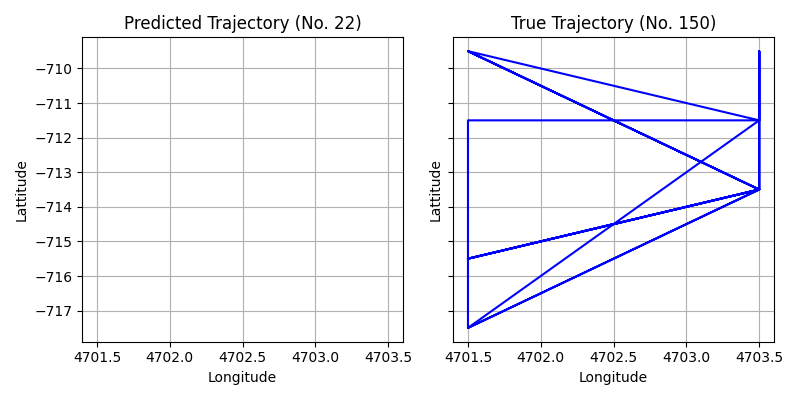 Predicted Trajectory (No. 22)
True Trajectory (No. 150)
Lattitude
−710
−711
−712
−713
−714
−715
−716
−717
4701.5 4702.0 4702.5 4703.0 4703.5
Longitude
Lattitude
4701.5 4702.0 4702.5 4703.0 4703.5
Longitude